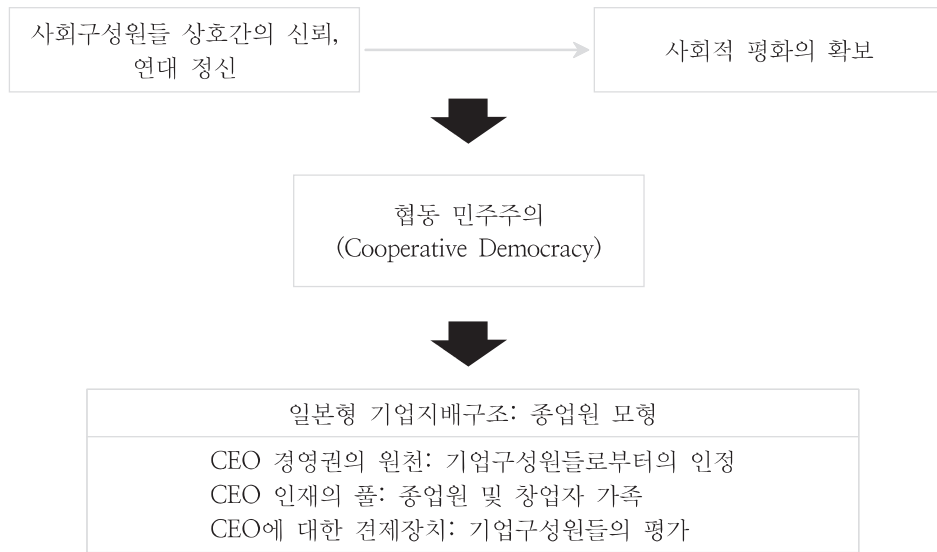 사회구성원들 상호간의 신뢰,
연대 정신
사회적 평화의 확보
협동 민주주의
(Cooperative Democracy)
일본형 기업지배구조: 종업원 모형
CEO 경영권의 원천: 기업구성원들로부터의 인정
CEO 인재의 풀: 종업원 및 창업자 가족
CEO에 대한 견제장치: 기업구성원들의 평가